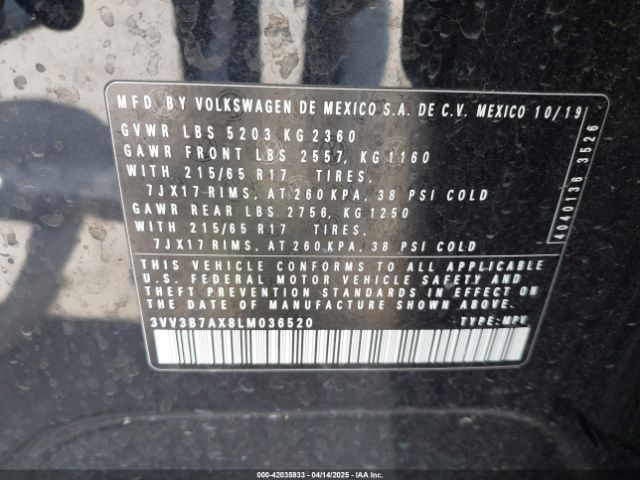 MFD BY VOLKSWAGEN DE MEXICO S.A. DE C.V. MEXICO 10/19
GVWR LBS 5203 KG 2360
GAWR FRONT LBS 2557, KG 1160
WITH 215/65 R17 TIRES,
7JX17 RIMS, AT 260 KPA, 38 PSI COLD
GAWR REAR LBS 2756, KG 1250
WITH 215/65 R17 TIRES,
7JX17 RIMS, AT 260 KPA, 38 PSI COLD
THIS VEHICLE CONFORMS TO ALL APPLICABLE
U.S. FEDERAL MOTOR VEHICLE SAFETY AND
THEFT PREVENTION STANDARDS IN EFFECT ON
THE DATE OF MANUFACTURE SHOWN ABOVE.
3VV3B7AX8LM036520 TYPE: MPV
4040136 3526
000-42035933 - 04/14/2025 - IAA Inc.